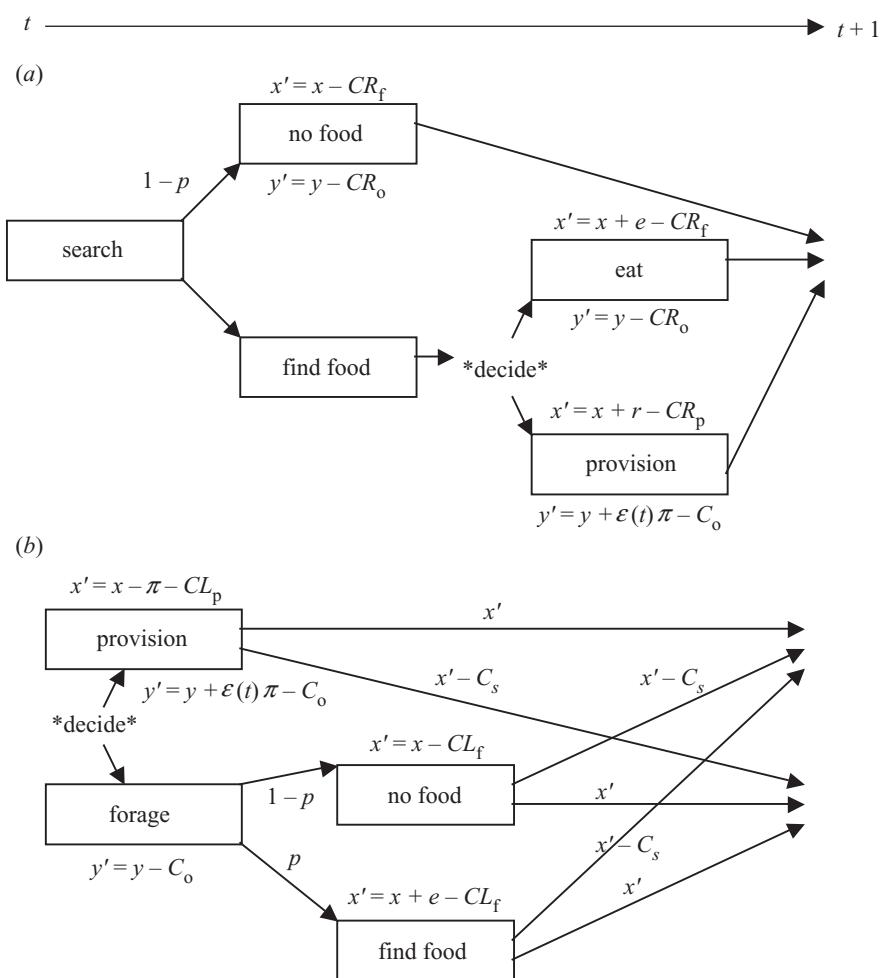 t
t + 1
(a)
x′ = x – CR_f
no food
1 – p
y′ = y – CR_o
x′ = x + e – CR_f
search
eat
y′ = y – CR_o
find food
*decide*
x′ = x + r – CR_p
provision
y′ = y + ε(t) π – C_o
(b)
x′ = x – π – CL_p
x′
provision
x′ – C_s
x′ – C_s
y′ = y + ε(t) π – C_o
*decide*
x′ = x – CL_f
no food
x′
1 – p
forage
x′ – C_s
y′ = y – C_o
p
x′
x′ = x + e – CL_f
find food